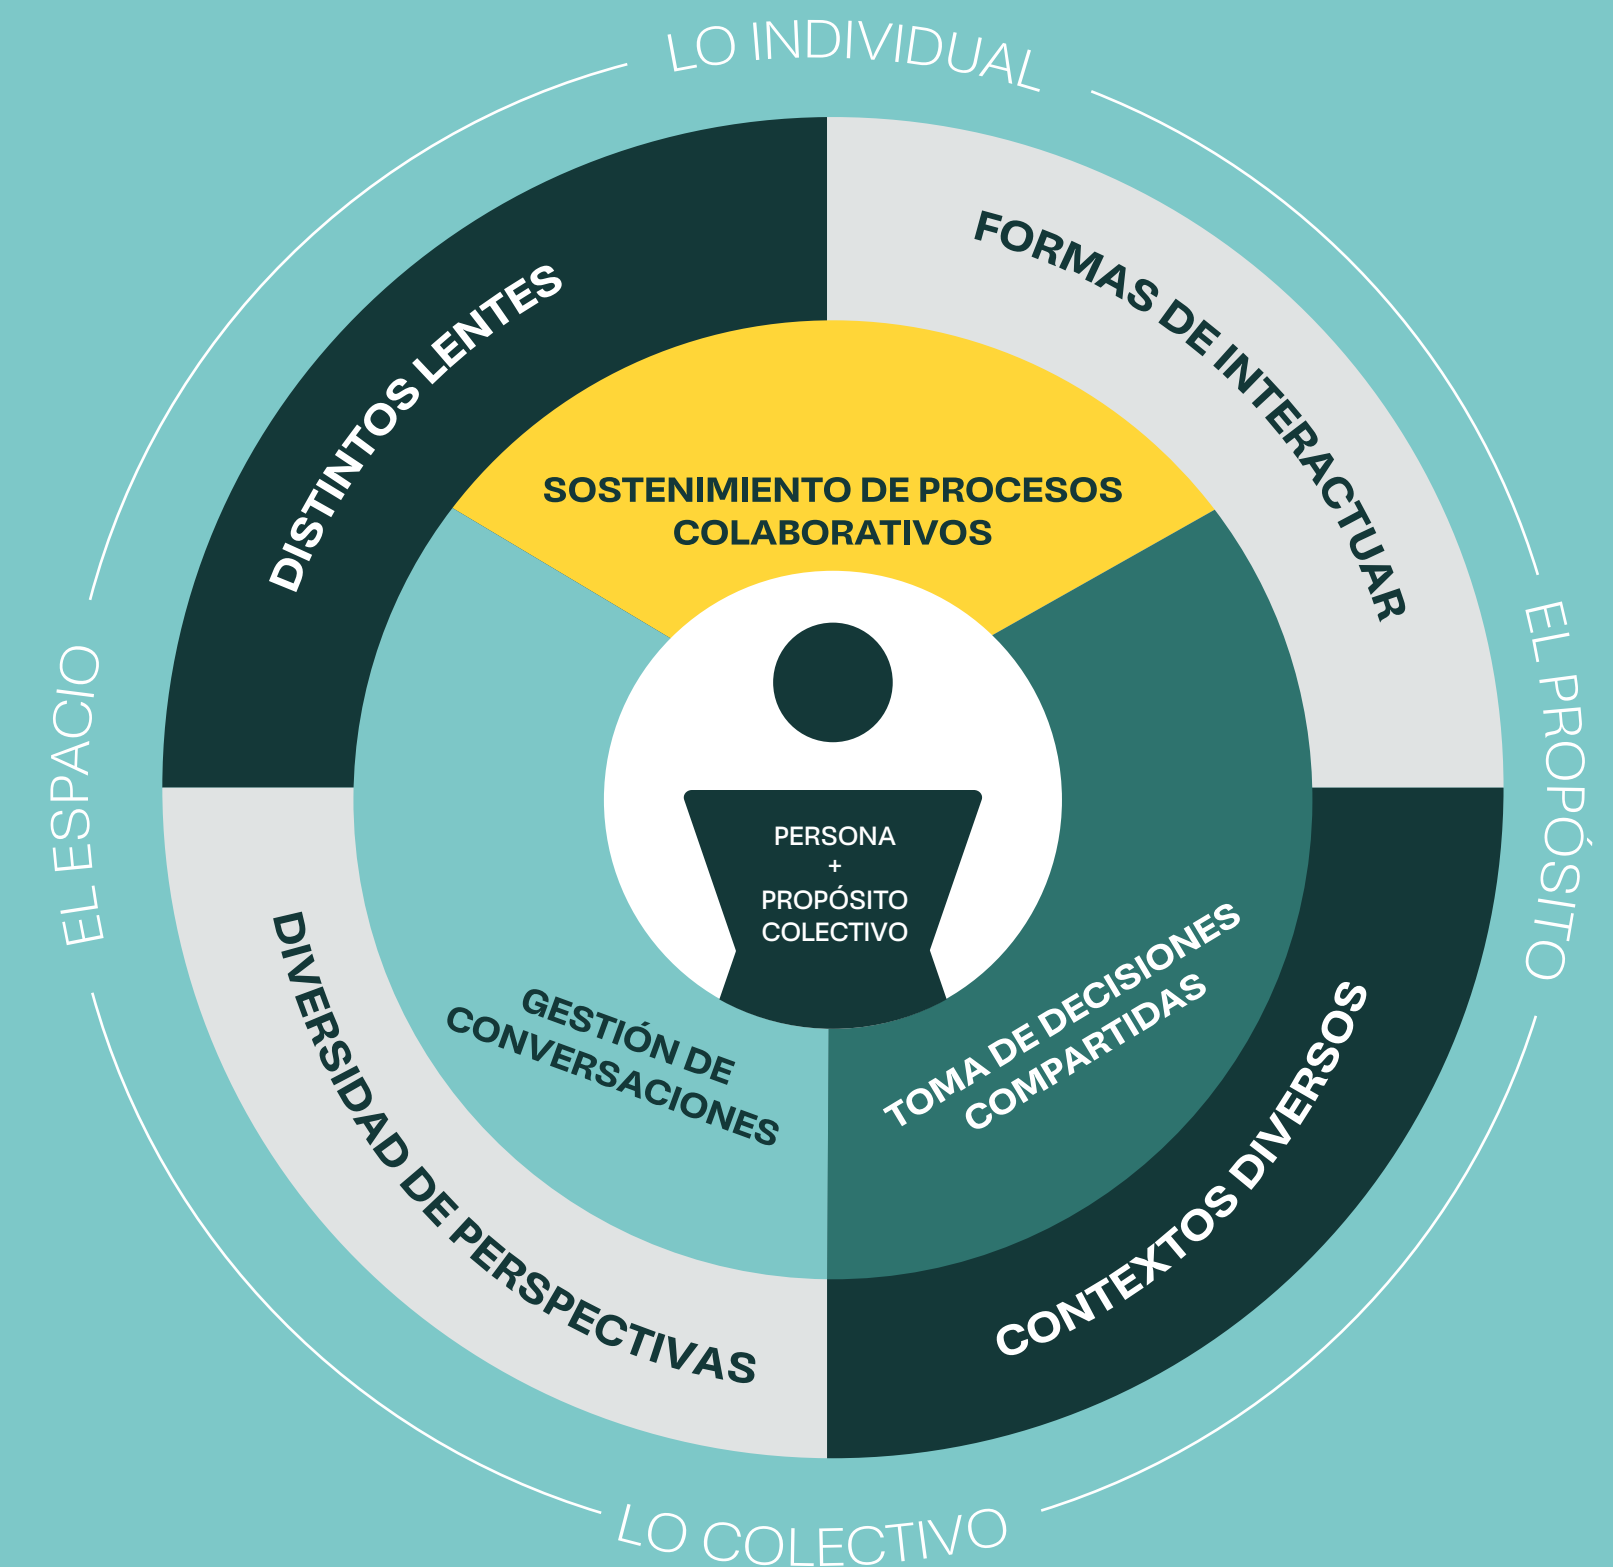 LO INDIVIDUAL
DISTINTOS LENTES
FORMAS DE INTERACTUAR
SOSTENIMIENTO DE PROCESOS
COLABORATIVOS
EL ESPACIO
EL PROPÓSITO
PERSONA
+
PROPÓSITO
COLECTIVO
GESTIÓN DE
CONVERSACIONES
TOMA DE DECISIONES
COMPARTIDAS
DIVERSIDAD DE PERSPECTIVAS
CONTEXTOS DIVERSOS
LO COLECTIVO